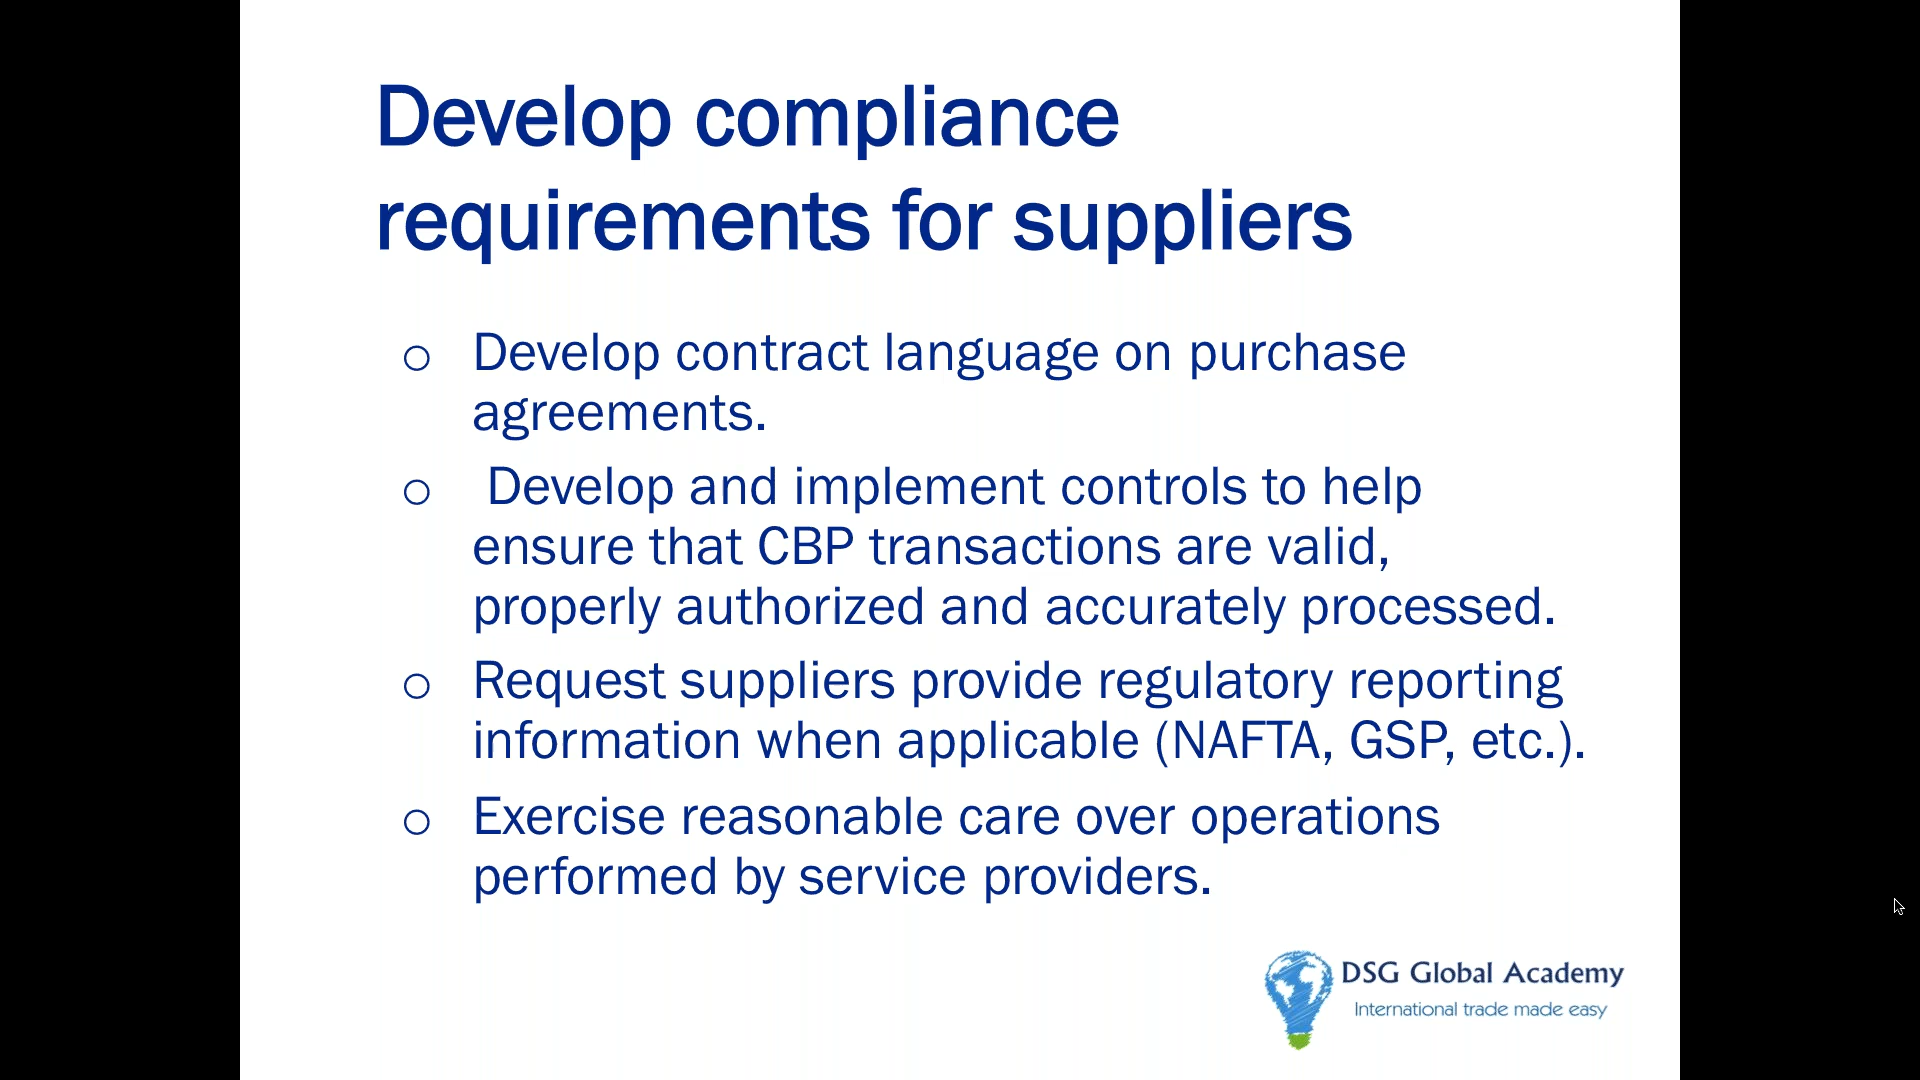 Develop compliance
requirements for suppliers
o Develop contract language on purchase
agreements.
o Develop and implement controls to help
ensure that CBP transactions are valid,
properly authorized and accurately processed.
o Request suppliers provide regulatory reporting
information when applicable (NAFTA, GSP, etc.).
o Exercise reasonable care over operations
performed by service providers.
DSG Global Academy
International trade made easy